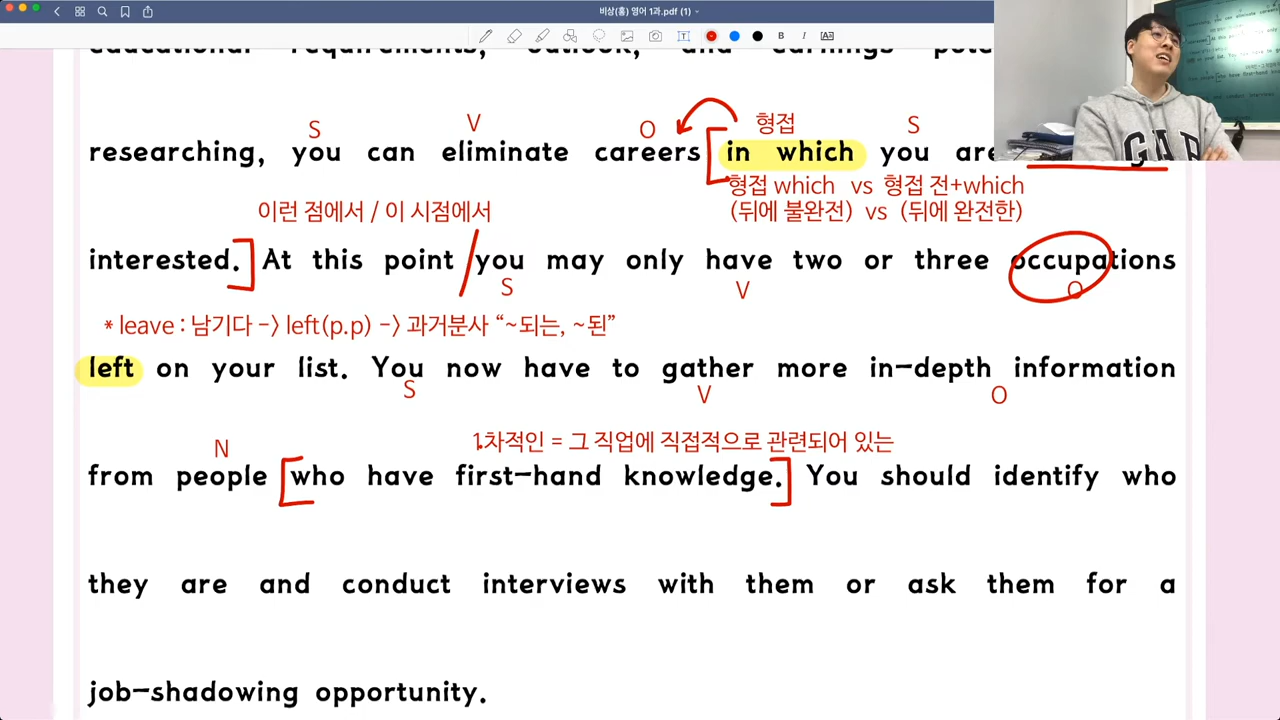 비상(홍) 영어 1과.pdf (1)
B I
educational requirements, outlook, and earnings
S V O 형접 S
researching, you can eliminate careers [in which you are
형접 which vs 형접 전+which
이런 점에서 / 이 시점에서 (뒤에 불완전) vs (뒤에 완전한)
interested.] At this point / you may only have two or three occupations
S V O
* leave : 남기다 -> left(p.p) -> 과거분사 “~되는, ~된”
left on your list. You now have to gather more in-depth information
S V O
N 1차적인 = 그 직업에 직접적으로 관련되어 있는
from people [who have first-hand knowledge.] You should identify who
they are and conduct interviews with them or ask them for a
job-shadowing opportunity.